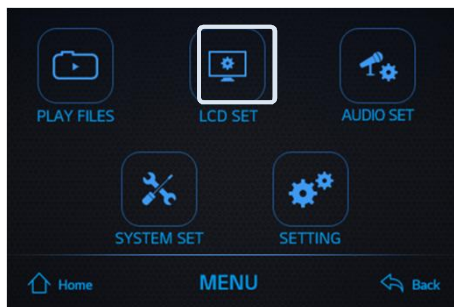 PLAY FILES LCD SET AUDIO SET
SYSTEM SET SETTING
Home MENU Back